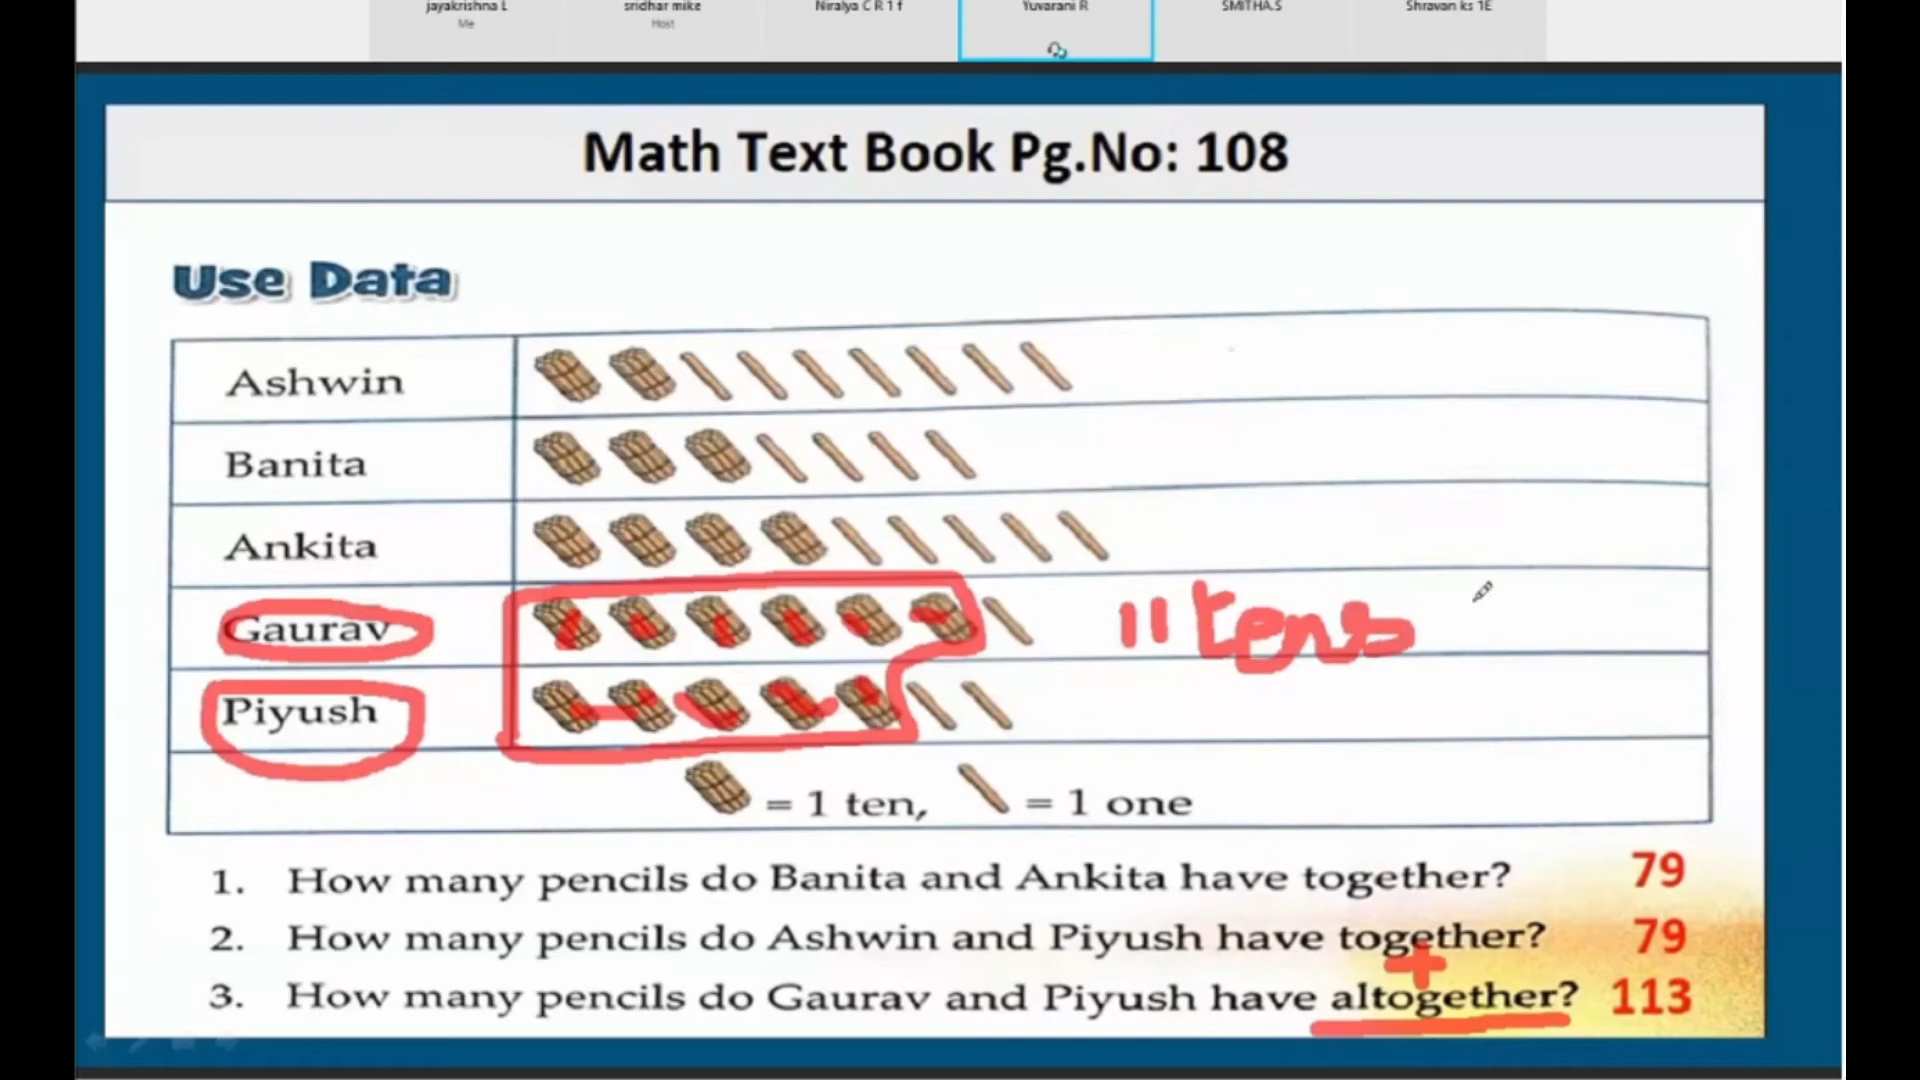 jayakrishna L
Me
sridhar mike
Host
Niralya C R 1 f
Yuvarani R
SMITHA.S
Shravan ks 1E
Math Text Book Pg.No: 108
Use Data
Ashwin
Banita
Ankita
Gaurav
11 tens
Piyush
= 1 ten, = 1 one
1. How many pencils do Banita and Ankita have together? 79
2. How many pencils do Ashwin and Piyush have together? 79
+
3. How many pencils do Gaurav and Piyush have altogether? 113